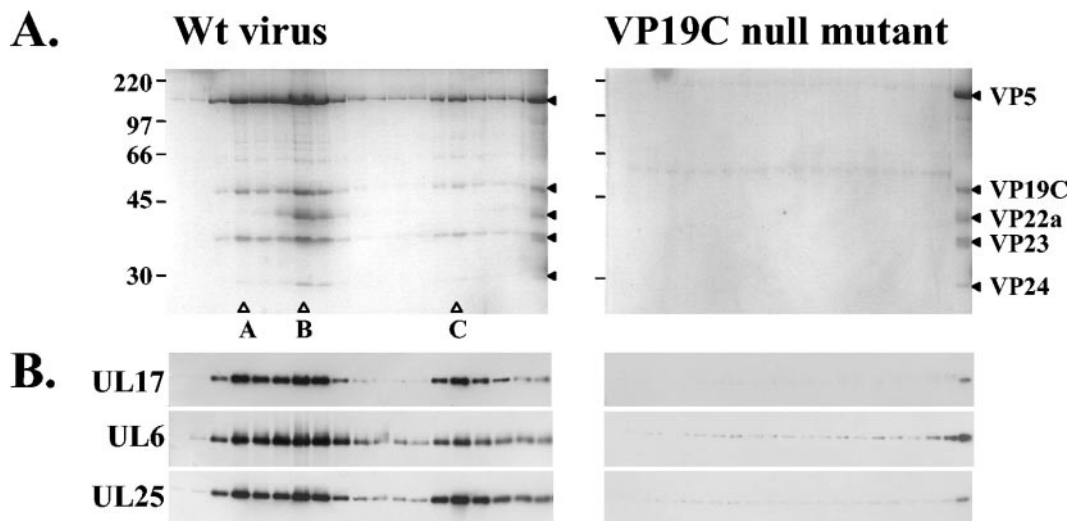 A. Wt virus VP19C null mutant
220
97
66
45
30
VP5
VP19C
VP22a
VP23
VP24
A B C
B. UL17
UL6
UL25